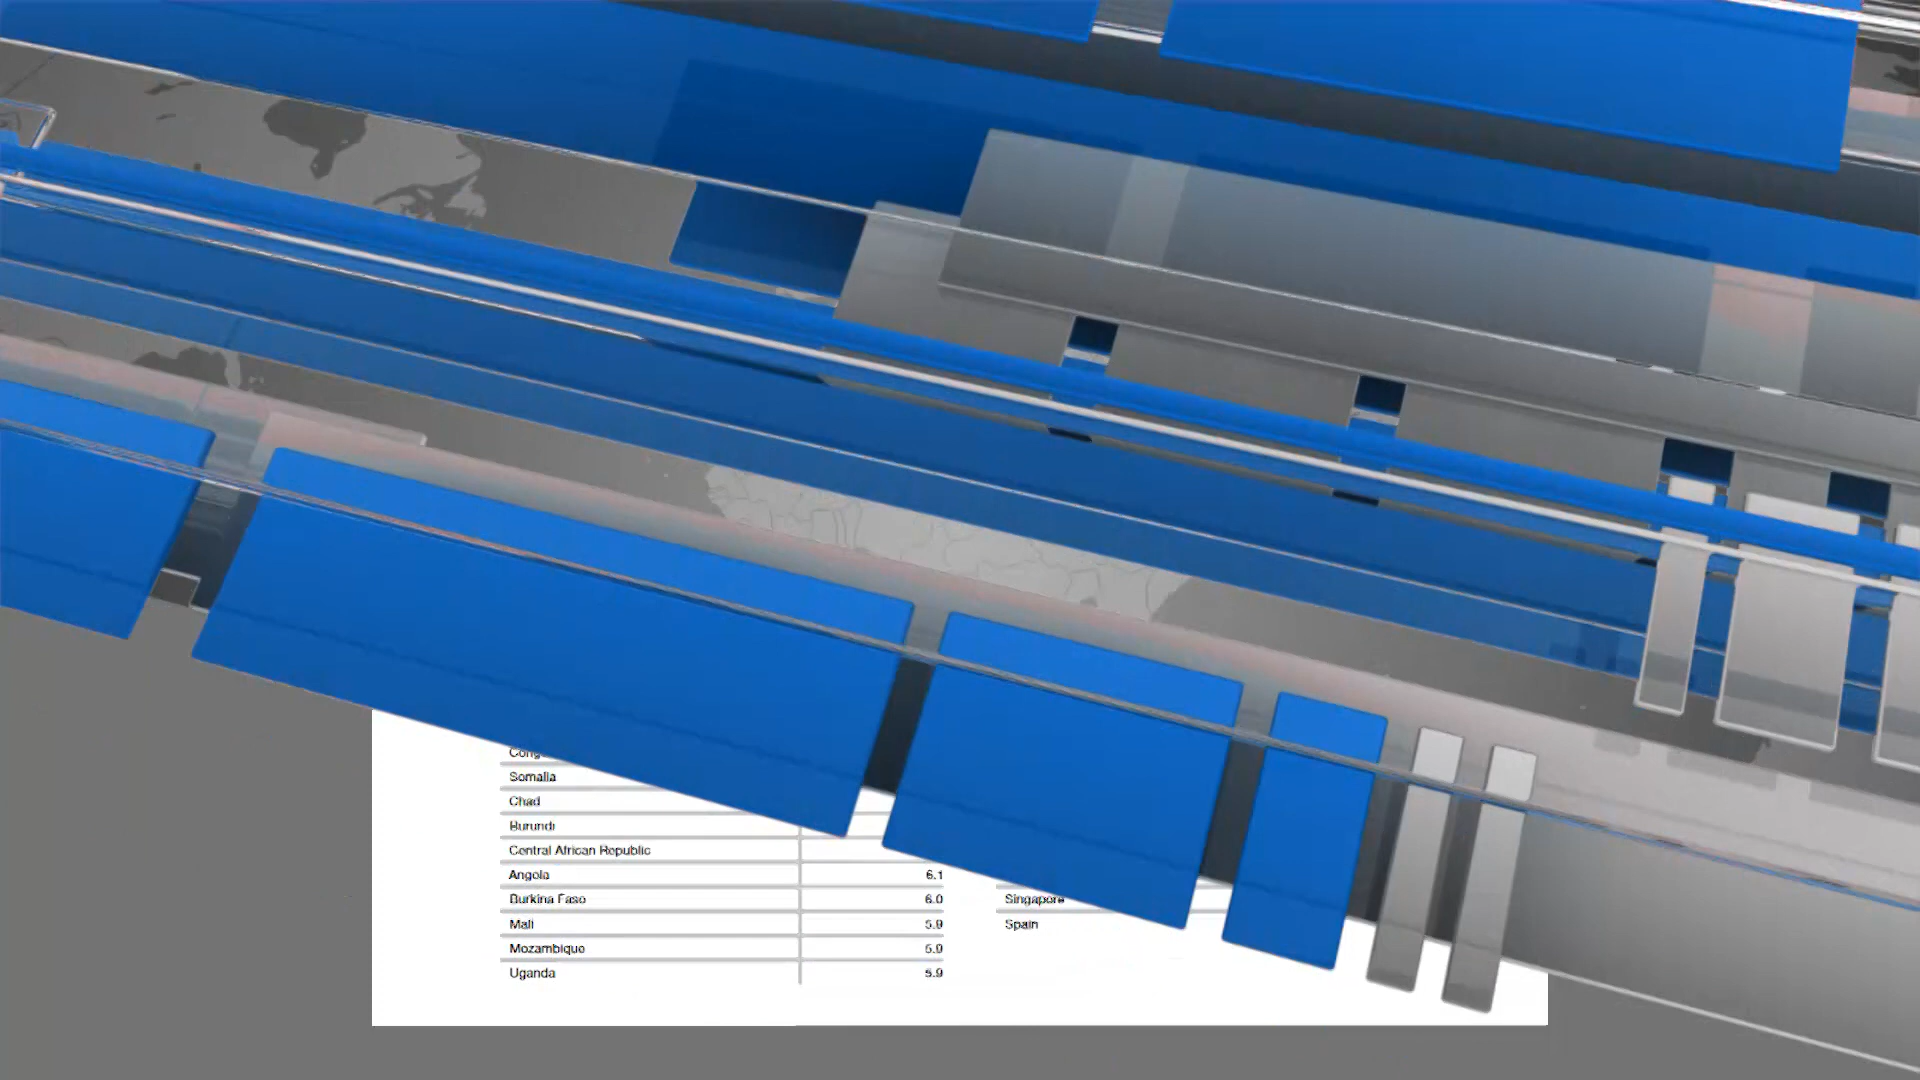 Somalia
Chad
Burundi
Central African Republic
Angola 6.1
Burkina Faso 6.0 Singapore
Mali 5.9 Spain
Mozambique 5.9
Uganda 5.9